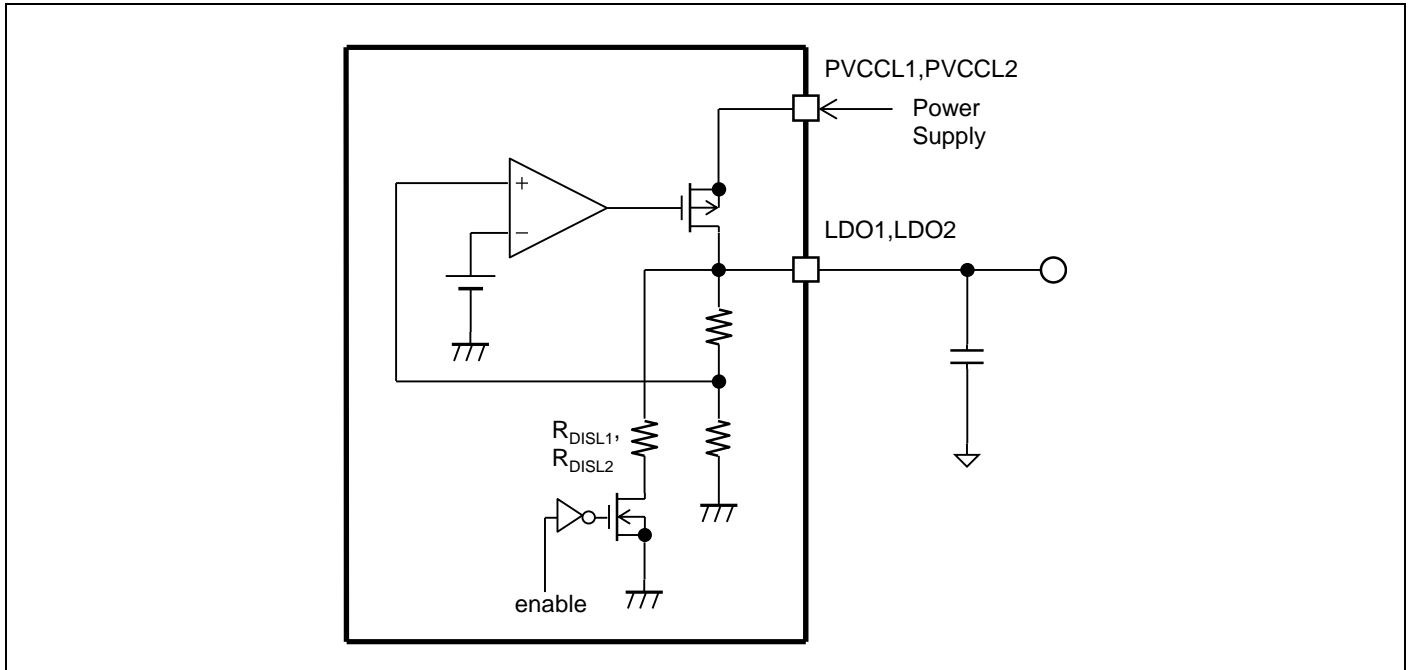 PVCCL1,PVCCL2
Power
Supply
+
−
LDO1,LDO2
RDISL1,
RDISL2
enable